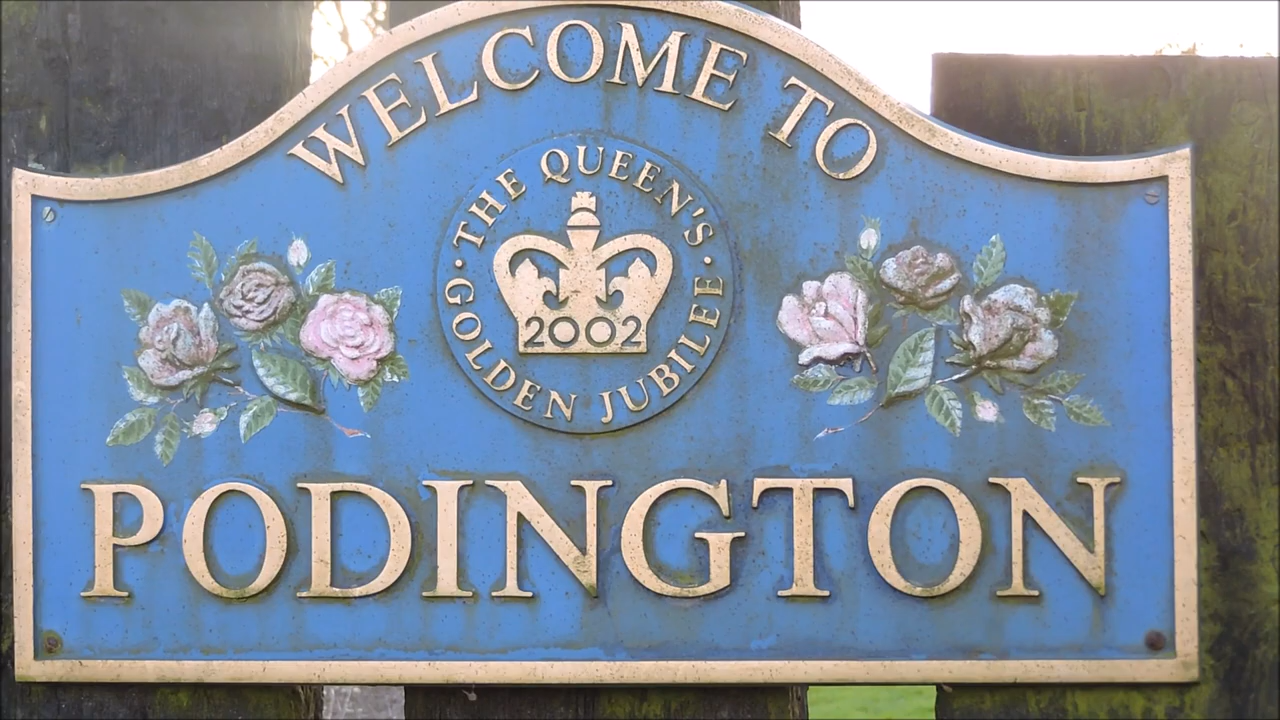 WELCOME TO
· THE QUEEN'S ·
2002
GOLDEN JUBILEE
PODINGTON